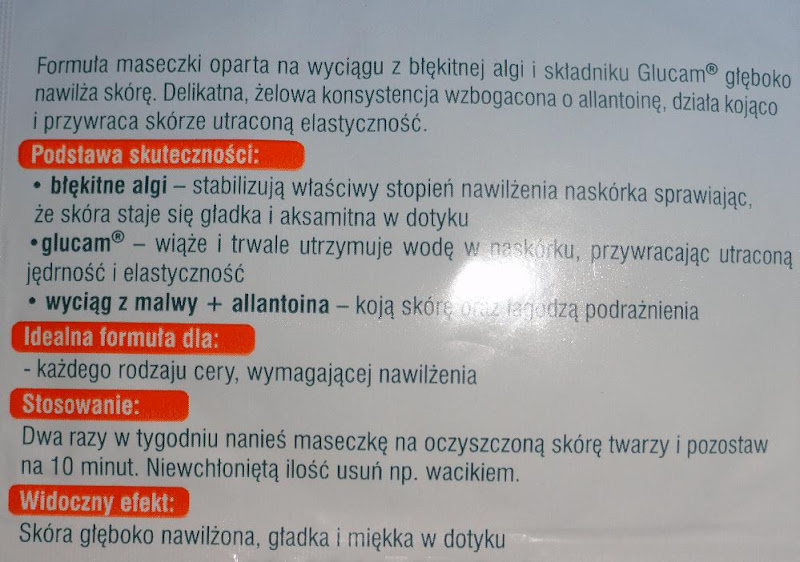 Formuła maseczki oparta na wyciągu z błękitnej algi i składniku Glucam® głęboko
nawilża skórę. Delikatna, żelowa konsystencja wzbogacona o allantoinę, działa kojąco
i przywraca skórze utraconą elastyczność.
Podstawa skuteczności:
• błękitne algi – stabilizują właściwy stopień nawilżenia naskórka sprawiając,
że skóra staje się gładka i aksamitna w dotyku
•glucam® – wiąże i trwale utrzymuje wodę w naskórku, przywracając utraconą
jędrność i elastyczność
• wyciąg z malwy + allantoina – koją skórę oraz łagodzą podrażnienia
Idealna formuła dla:
- każdego rodzaju cery, wymagającej nawilżenia
Stosowanie:
Dwa razy w tygodniu nanieś maseczkę na oczyszczoną skórę twarzy i pozostaw
na 10 minut. Niewchłoniętą ilość usuń np. wacikiem.
Widoczny efekt:
Skóra głęboko nawilżona, gładka i miękka w dotyku